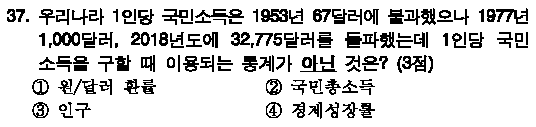 37. 우리나라 1인당 국민소득은 1953년 67달러에 불과했으나 1977년
1,000달러, 2018년도에 32,775달러를 돌파했는데 1인당 국민
소득을 구할 때 이용되는 통계가 아닌 것은? (3점)
① 원/달러 환율 ② 국민총소득
③ 인구 ④ 경제성장률